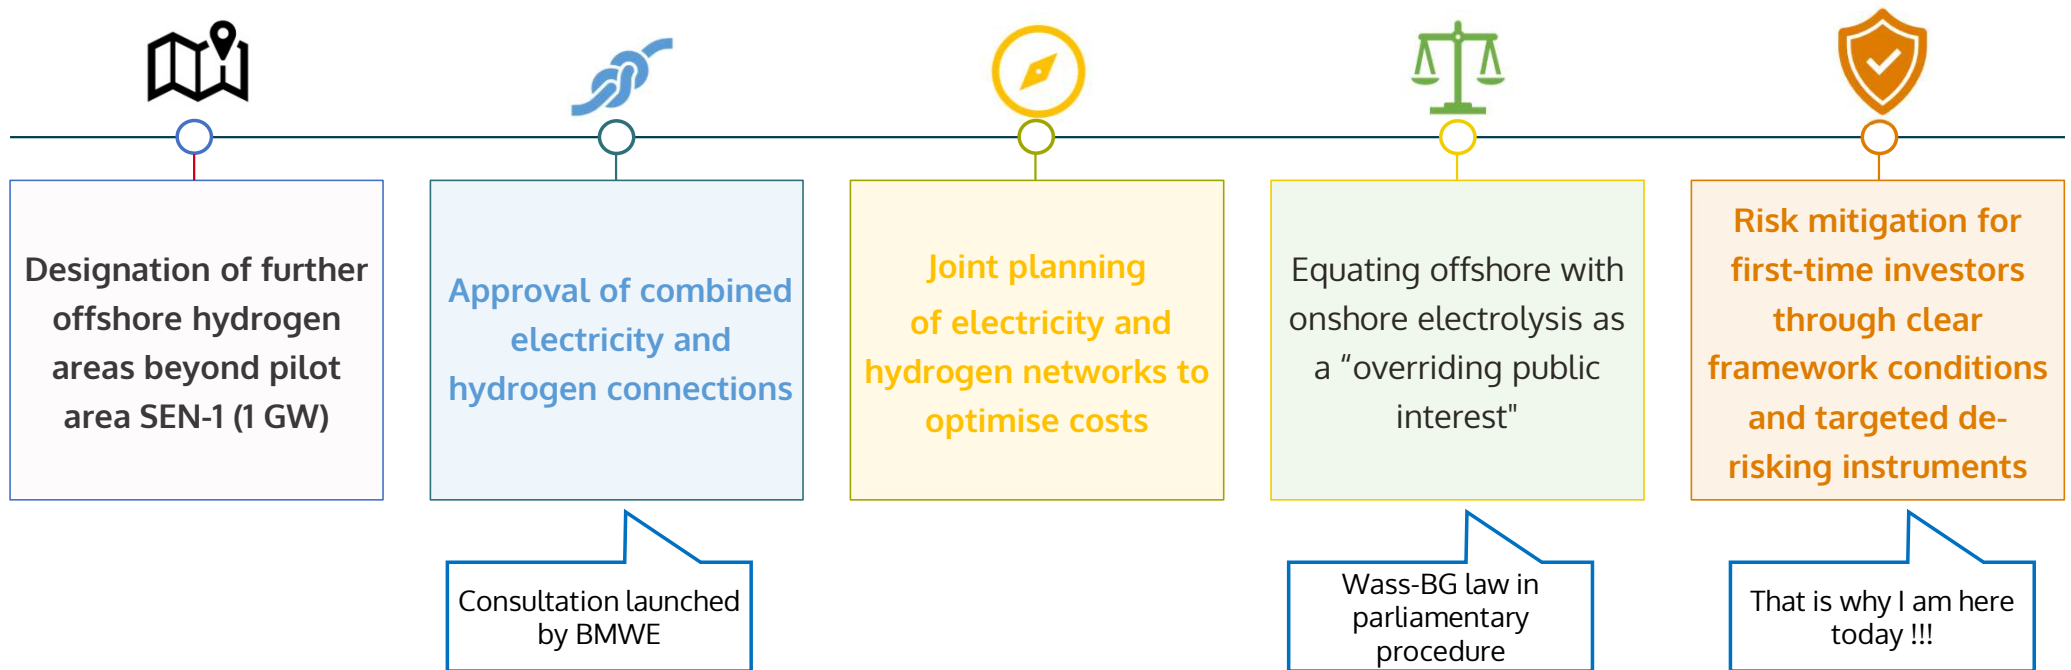 Designation of further
offshore hydrogen
areas beyond pilot
area SEN-1 (1 GW)
Approval of combined
electricity and
hydrogen connections
Joint planning
of electricity and
hydrogen networks to
optimise costs
Equating offshore with
onshore electrolysis as
a “overriding public
interest"
Risk mitigation for
first-time investors
through clear
framework conditions
and targeted de-
risking instruments
Consultation launched
by BMWE
Wass-BG law in
parliamentary
procedure
That is why I am here
today !!!